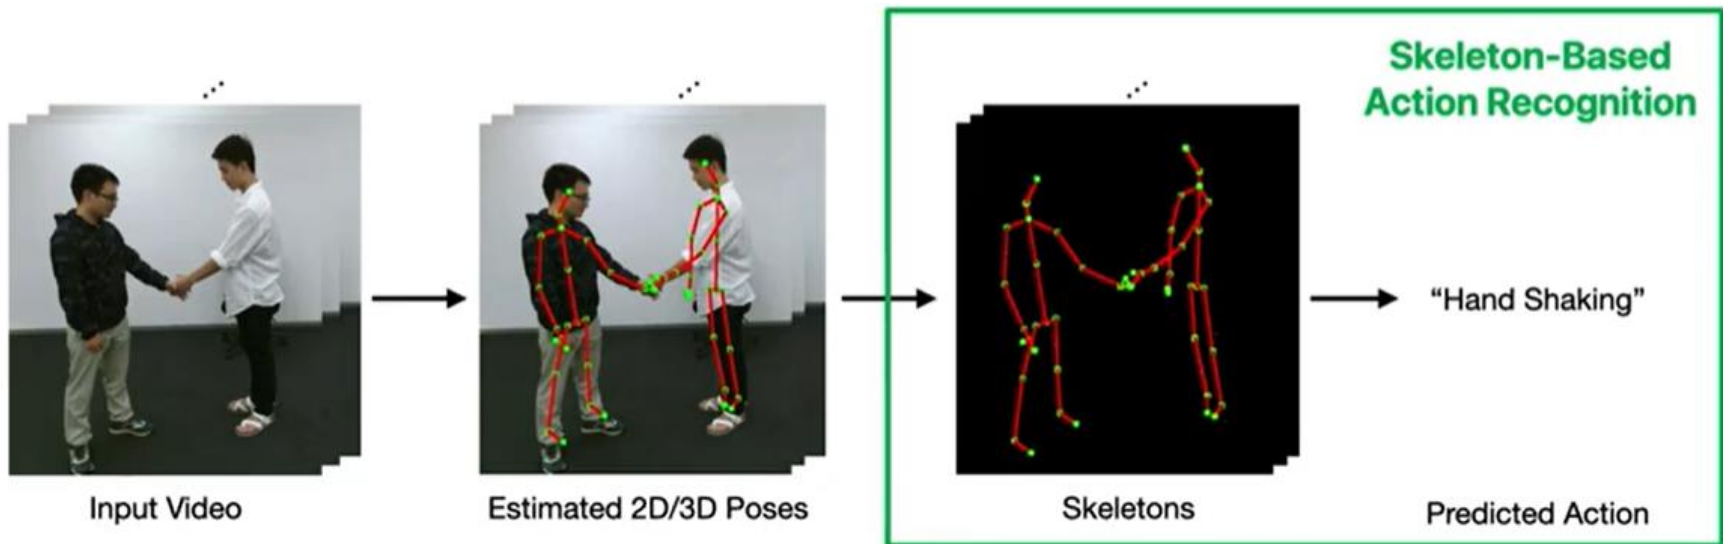 Skeleton-Based
Action Recognition
“Hand Shaking”
Input Video
Estimated 2D/3D Poses
Skeletons
Predicted Action